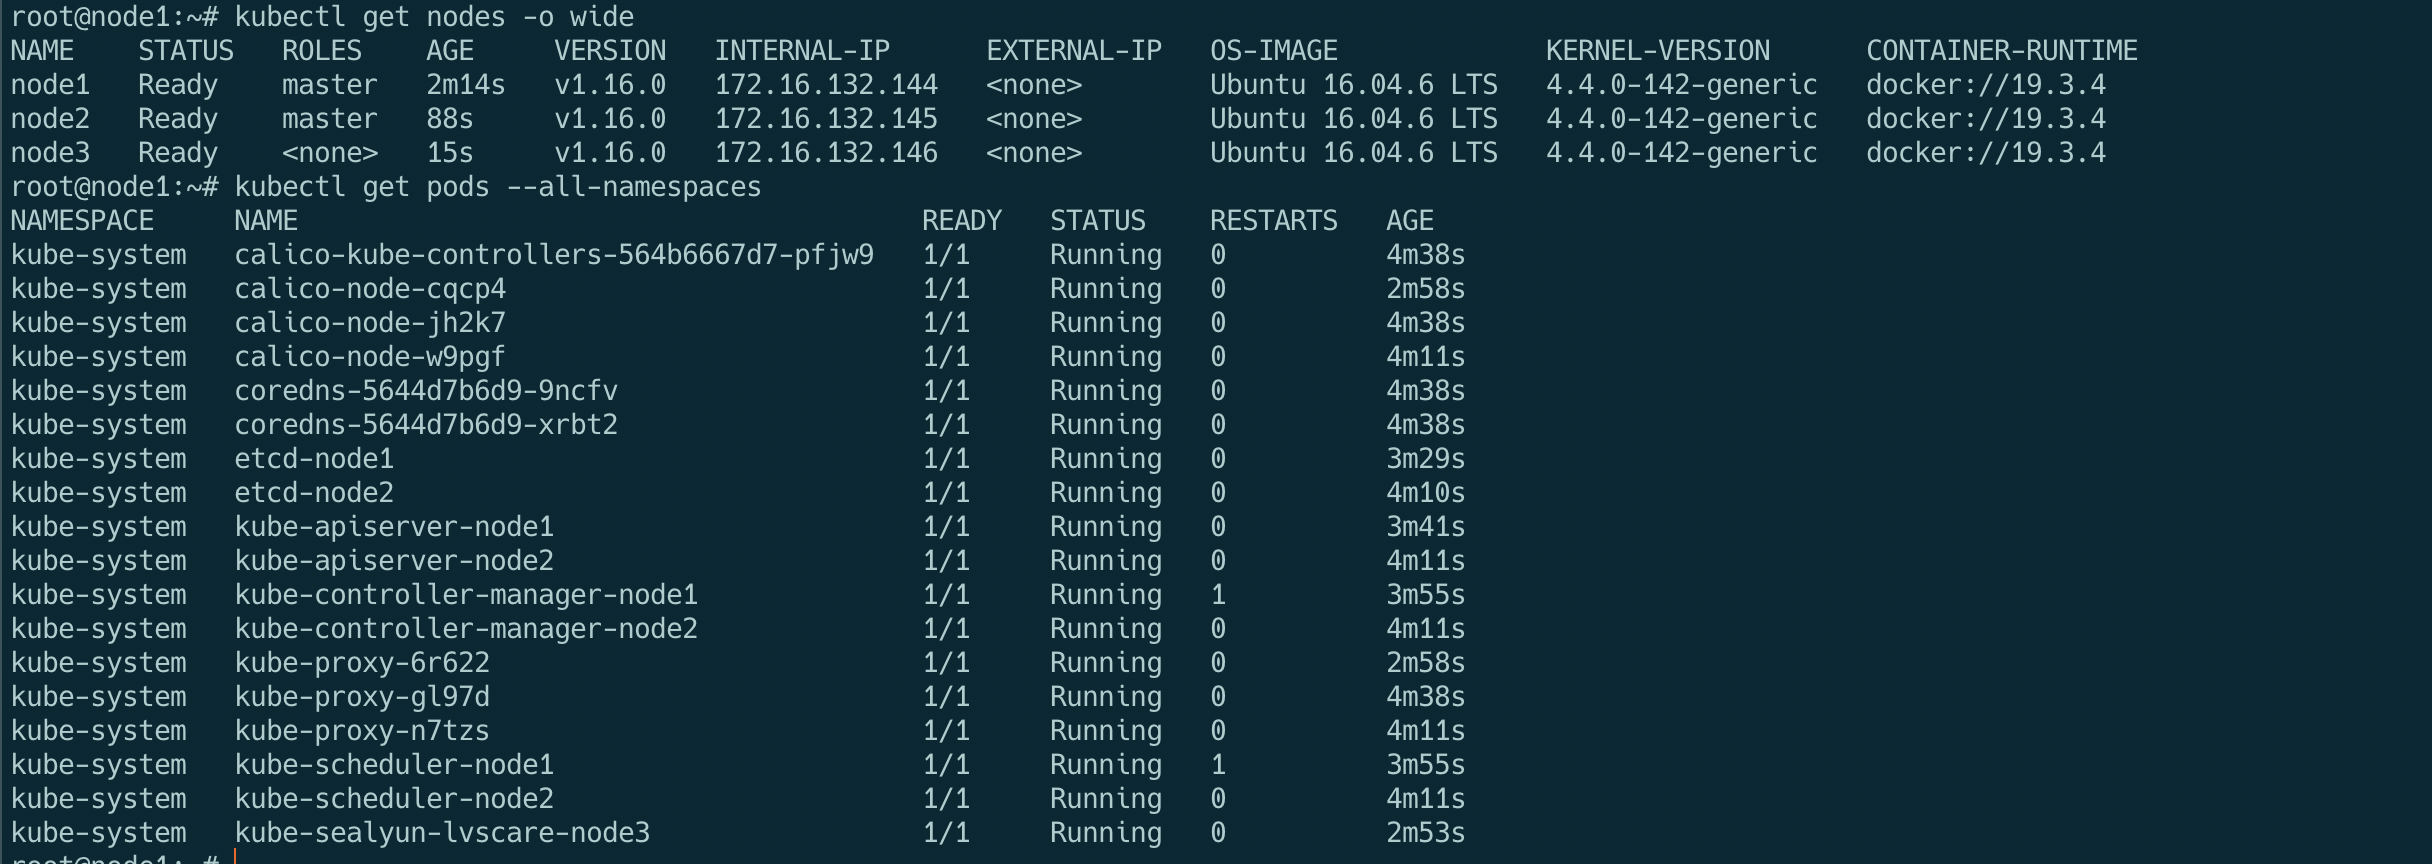 root@node1:~# kubectl get nodes -o wide
NAME    STATUS   ROLES    AGE     VERSION   INTERNAL-IP      EXTERNAL-IP   OS-IMAGE             KERNEL-VERSION      CONTAINER-RUNTIME
node1   Ready    master   2m14s   v1.16.0   172.16.132.144   <none>        Ubuntu 16.04.6 LTS   4.4.0-142-generic   docker://19.3.4
node2   Ready    master   88s     v1.16.0   172.16.132.145   <none>        Ubuntu 16.04.6 LTS   4.4.0-142-generic   docker://19.3.4
node3   Ready    <none>   15s     v1.16.0   172.16.132.146   <none>        Ubuntu 16.04.6 LTS   4.4.0-142-generic   docker://19.3.4
root@node1:~# kubectl get pods --all-namespaces
NAMESPACE     NAME                                       READY   STATUS    RESTARTS   AGE
kube-system   calico-kube-controllers-564b6667d7-pfjw9   1/1     Running   0          4m38s
kube-system   calico-node-cqcp4                          1/1     Running   0          2m58s
kube-system   calico-node-jh2k7                          1/1     Running   0          4m38s
kube-system   calico-node-w9pgf                          1/1     Running   0          4m11s
kube-system   coredns-5644d7b6d9-9ncfv                   1/1     Running   0          4m38s
kube-system   coredns-5644d7b6d9-xrbt2                   1/1     Running   0          4m38s
kube-system   etcd-node1                                 1/1     Running   0          3m29s
kube-system   etcd-node2                                 1/1     Running   0          4m10s
kube-system   kube-apiserver-node1                       1/1     Running   0          3m41s
kube-system   kube-apiserver-node2                       1/1     Running   0          4m11s
kube-system   kube-controller-manager-node1              1/1     Running   1          3m55s
kube-system   kube-controller-manager-node2              1/1     Running   0          4m11s
kube-system   kube-proxy-6r622                           1/1     Running   0          2m58s
kube-system   kube-proxy-gl97d                           1/1     Running   0          4m38s
kube-system   kube-proxy-n7tzs                           1/1     Running   0          4m11s
kube-system   kube-scheduler-node1                       1/1     Running   1          3m55s
kube-system   kube-scheduler-node2                       1/1     Running   0          4m11s
kube-system   kube-sealyun-lvscare-node3                 1/1     Running   0          2m53s